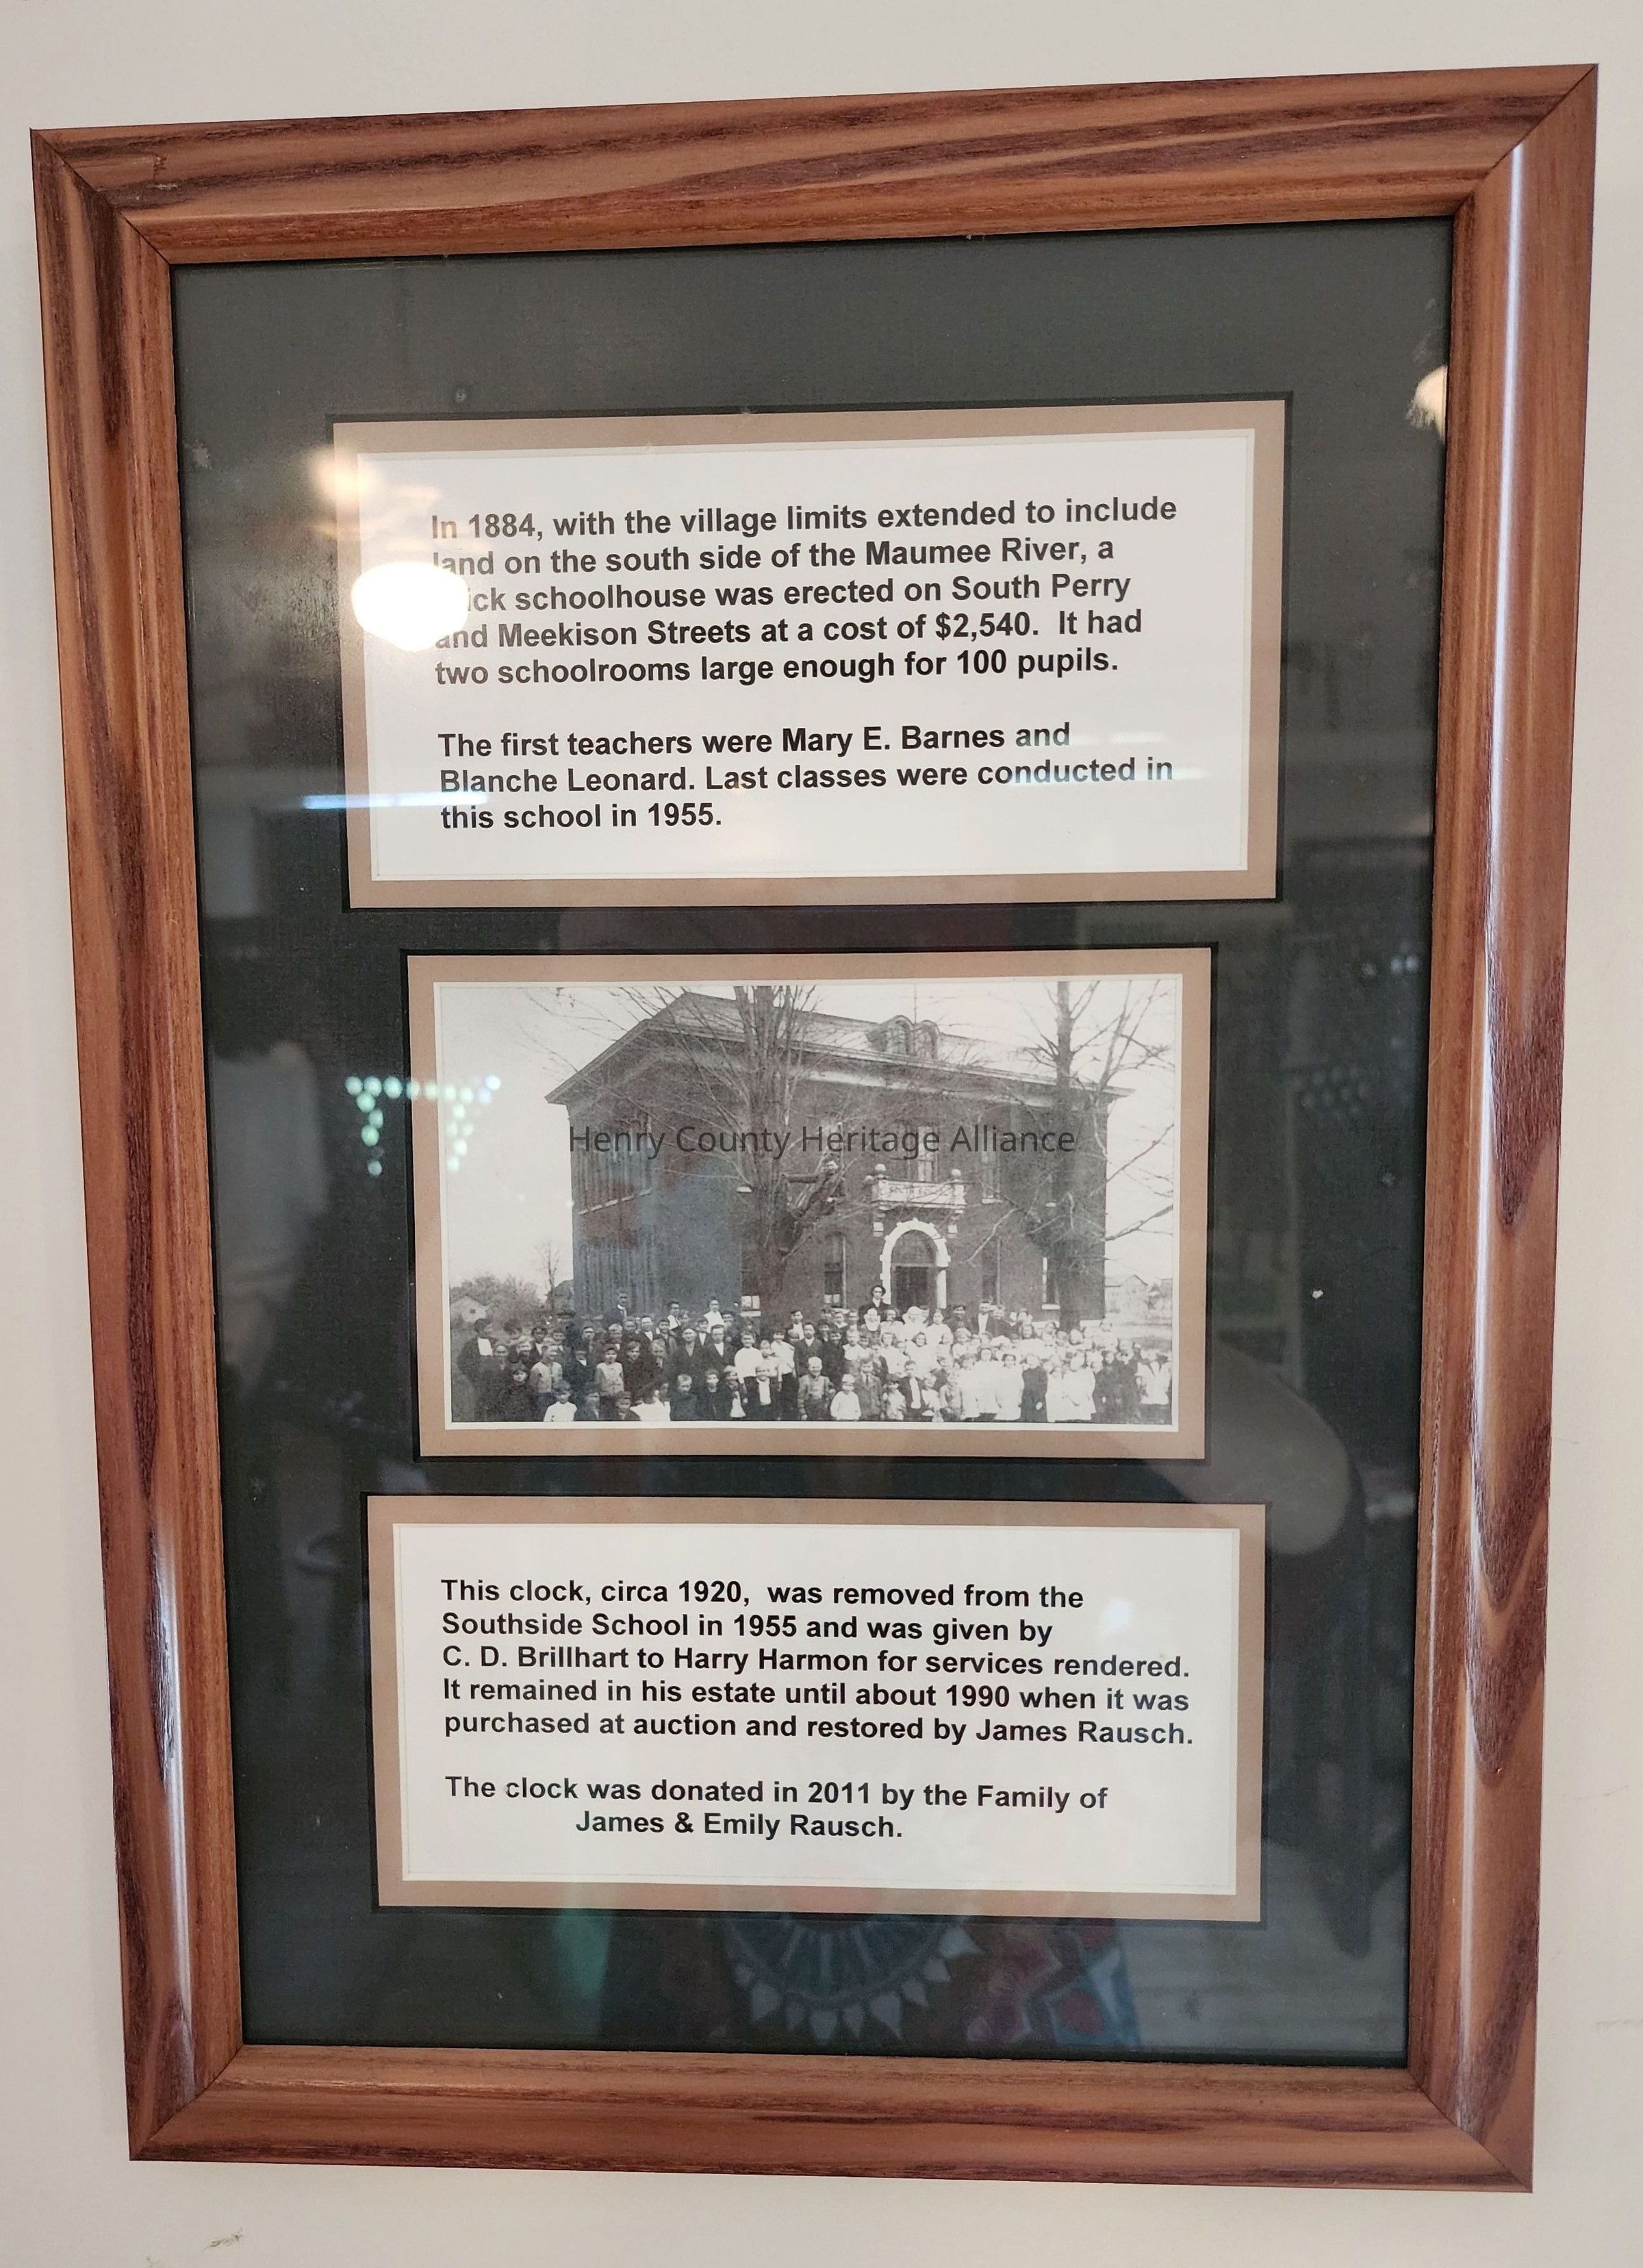 In 1884, with the village limits extended to include
land on the south side of the Maumee River, a
schoolhouse was erected on South Perry
and Meekison Streets at a cost of $2,540. It had
two schoolrooms large enough for 100 pupils.
The first teachers were Mary E. Barnes and
Blanche Leonard. Last classes were conducted in
this school in 1955.
Henry County Heritage Alliance
This clock, circa 1920, was removed from the
Southside School in 1955 and was given by
C. D. Brillhart to Harry Harmon for services rendered.
It remained in his estate until about 1990 when it was
purchased at auction and restored by James Rausch.
The clock was donated in 2011 by the Family of
James & Emily Rausch.